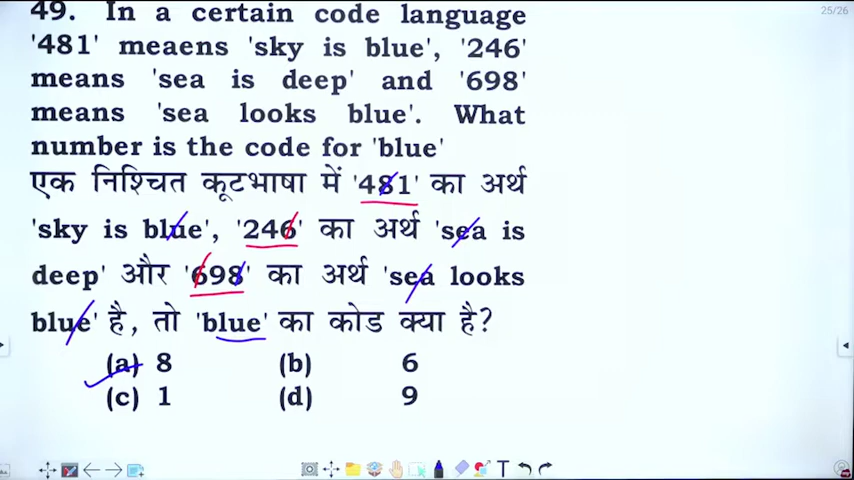 25/26
49. In a certain code language
'481' meaens 'sky is blue', '246'
means 'sea is deep' and '698'
means 'sea looks blue'. What
number is the code for 'blue'
एक निश्चित कूटभाषा में '481' का अर्थ
'sky is blue', '246' का अर्थ 'sea is
deep' और '698' का अर्थ 'sea looks
blue' है, तो 'blue' का कोड क्या है?
(a) 8 (b) 6
(c) 1 (d) 9
T